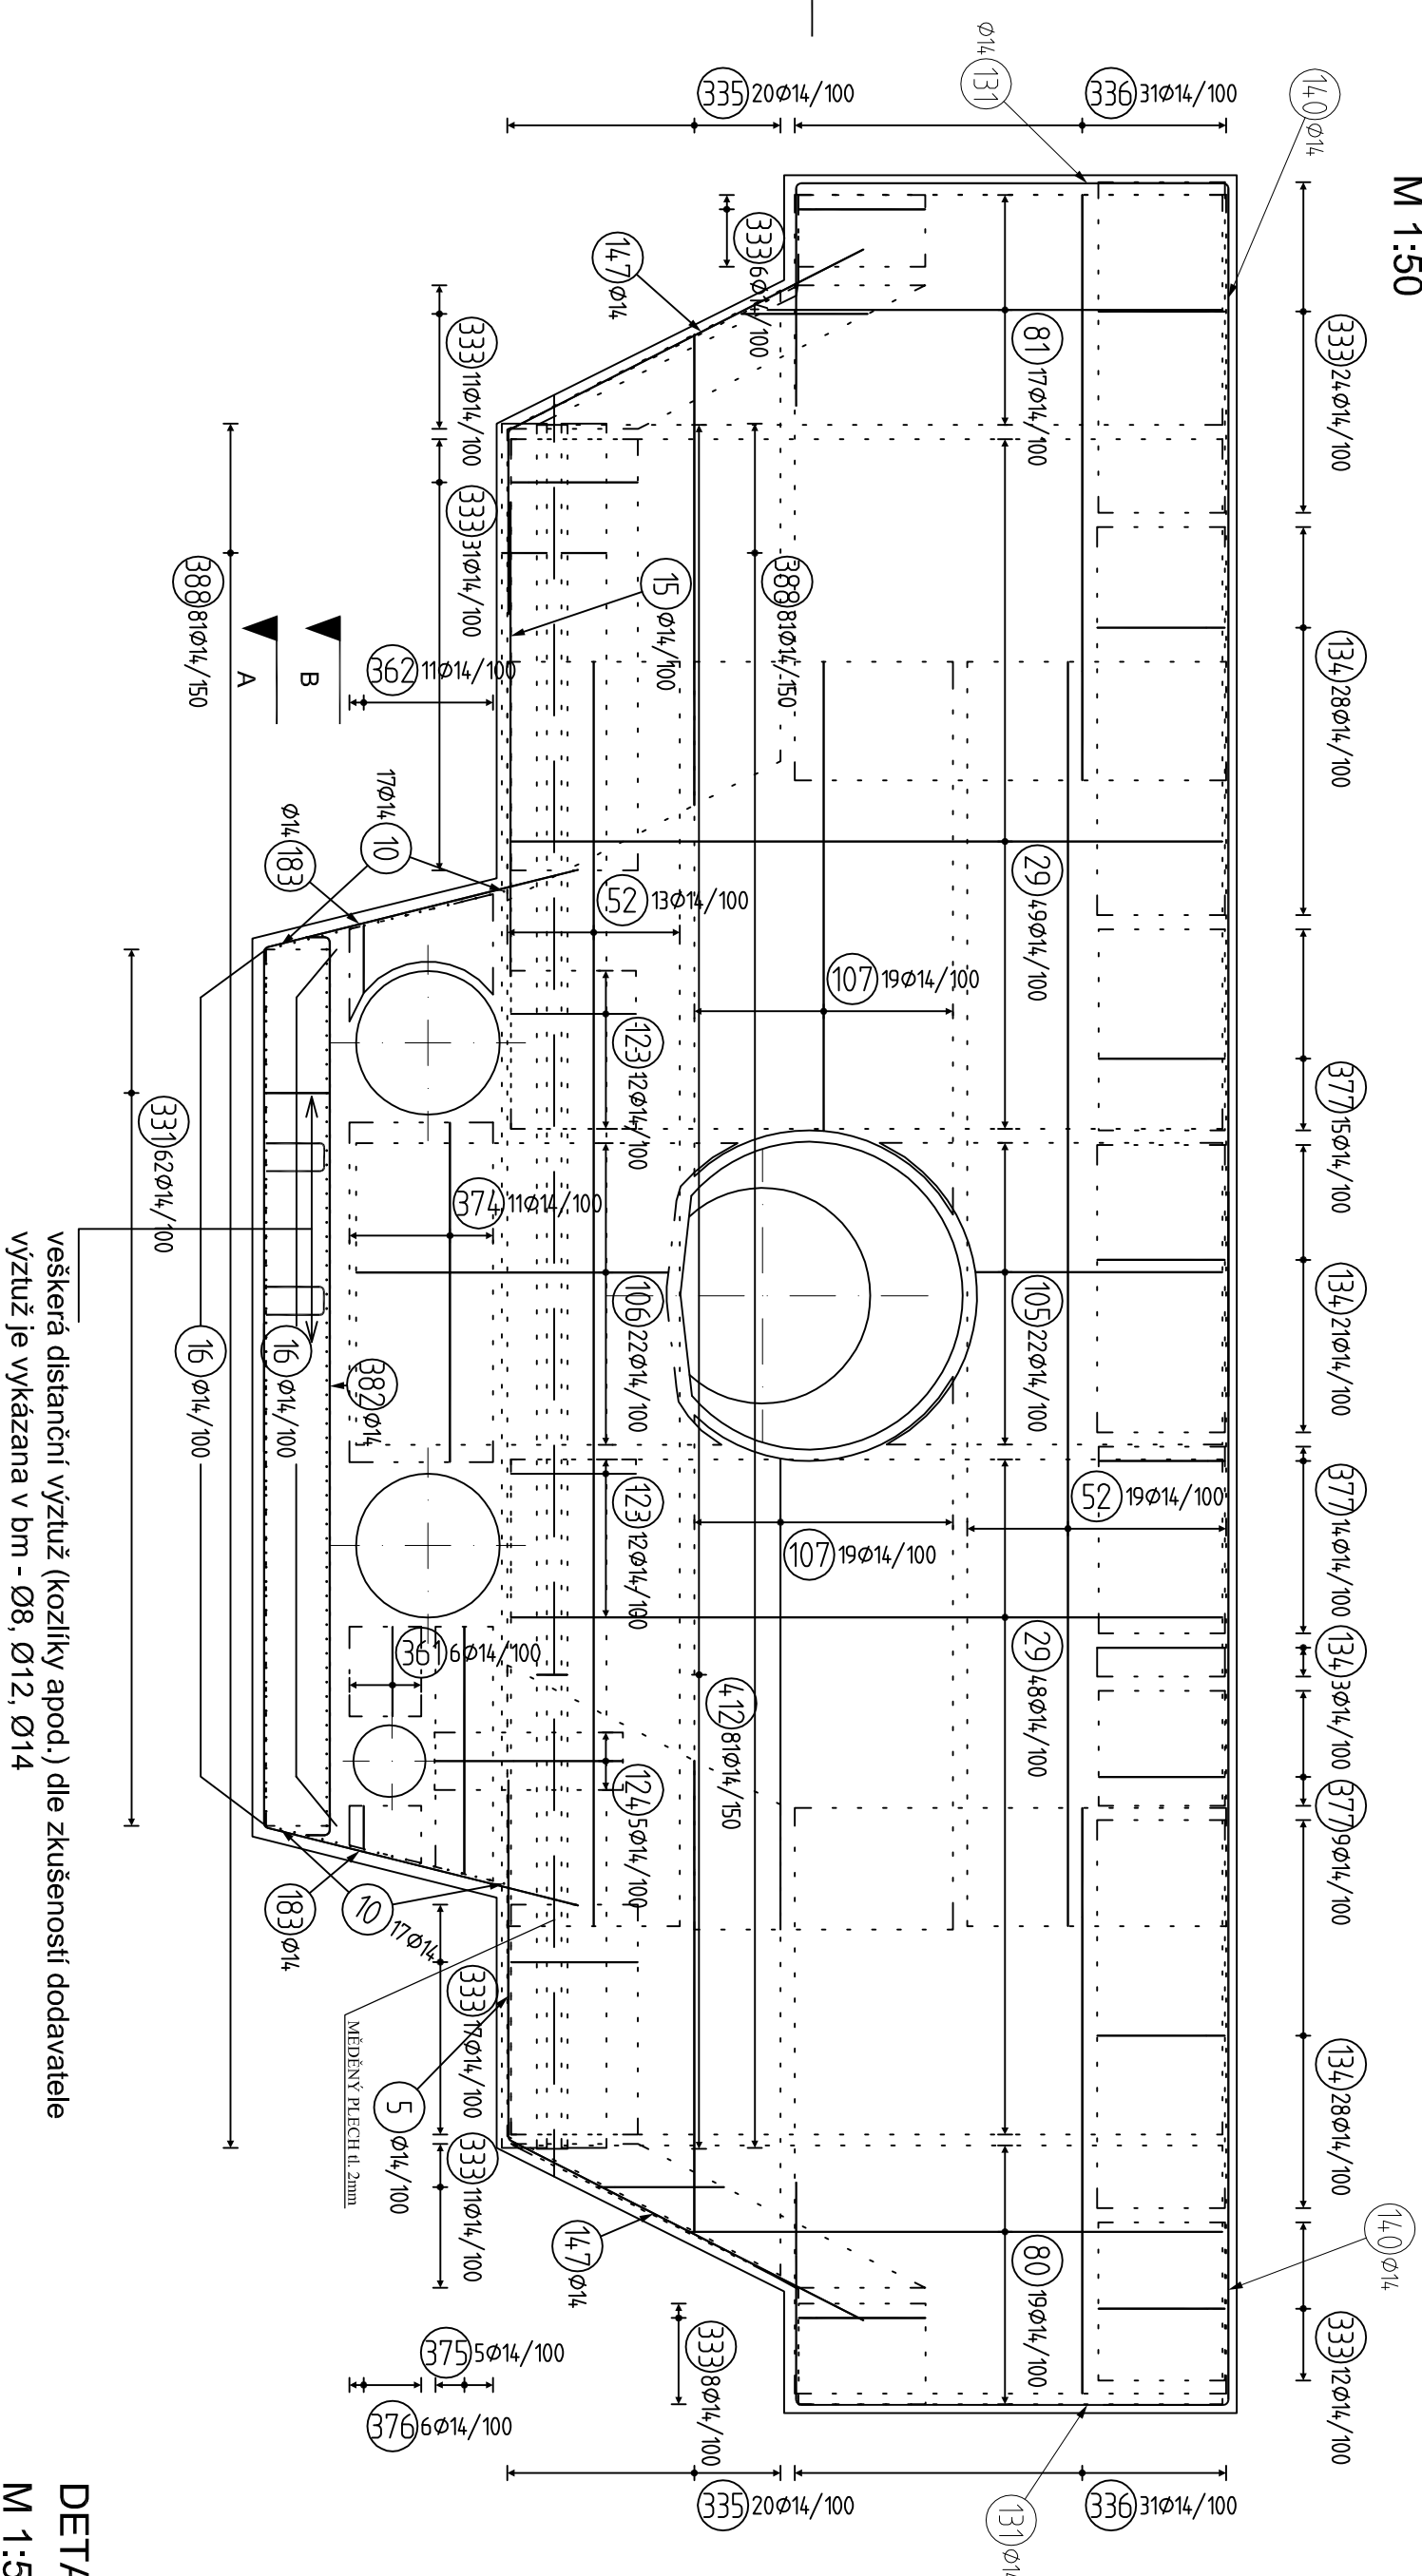 M 1:50
140 Ø14
333 24Ø14/100
134 28Ø14/100
377 15Ø14/100
134 21Ø14/100
377 14Ø14/100
134 3Ø14/100
377 9Ø14/100
134 28Ø14/100
140 Ø14
333 12Ø14/100
336 31Ø14/100
Ø14 131
335 20Ø14/100
81 17Ø14/100
29 49Ø14/100
105 22Ø14/100
52 19Ø14/100
29 48Ø14/100
80 19Ø14/100
336 31Ø14/100
131 Ø14
333 6Ø14/100
388 81Ø14/150
107 19Ø14/100
107 19Ø14/100
412 81Ø14/150
333 8Ø14/100
335 20Ø14/100
147 Ø14
15 Ø14/100
52 13Ø14/100
123 12Ø14/100
106 22Ø14/100
123 12Ø14/100
124 5Ø14/100
147 Ø14
333 11Ø14/100
333 31Ø14/100
362 11Ø14/100
374 11Ø14/100
361 6Ø14/100
333 17Ø14/100
333 11Ø14/100
375 5Ø14/100
376 6Ø14/100
17Ø14 10
Ø14 183
382 Ø14
10 17Ø14
183 Ø14
5 Ø14/100
MĚDĚNÝ PLECH tl. 2mm
B
A
388 81Ø14/150
16 Ø14/100
16 Ø14/100
331 62Ø14/100
veškerá distanční výztuž (kozlíky apod.) dle zkušeností dodavatele
výztuž je vykázana v bm - Ø8, Ø12, Ø14
DETA
M 1:5